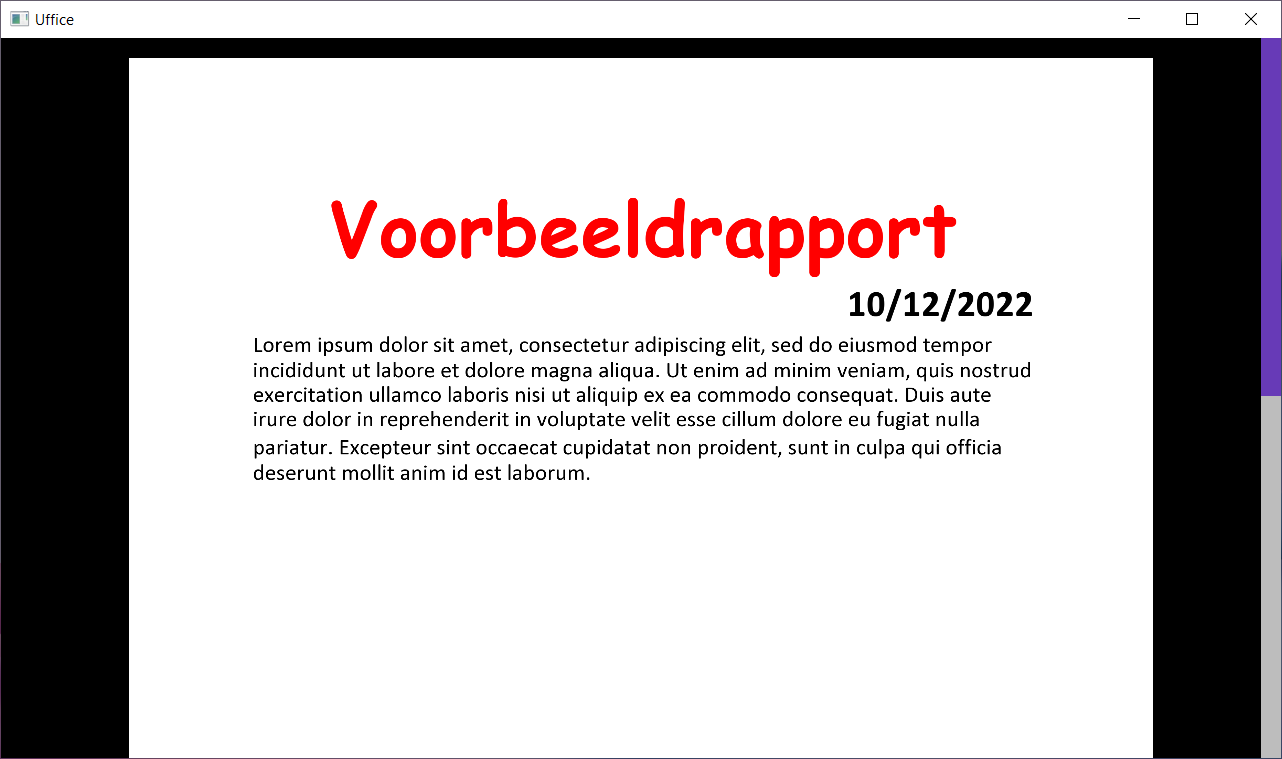 Uffice
Voorbeeldrapport
10/12/2022
Lorem ipsum dolor sit amet, consectetur adipiscing elit, sed do eiusmod tempor
incididunt ut labore et dolore magna aliqua. Ut enim ad minim veniam, quis nostrud
exercitation ullamco laboris nisi ut aliquip ex ea commodo consequat. Duis aute
irure dolor in reprehenderit in voluptate velit esse cillum dolore eu fugiat nulla
pariatur. Excepteur sint occaecat cupidatat non proident, sunt in culpa qui officia
deserunt mollit anim id est laborum.